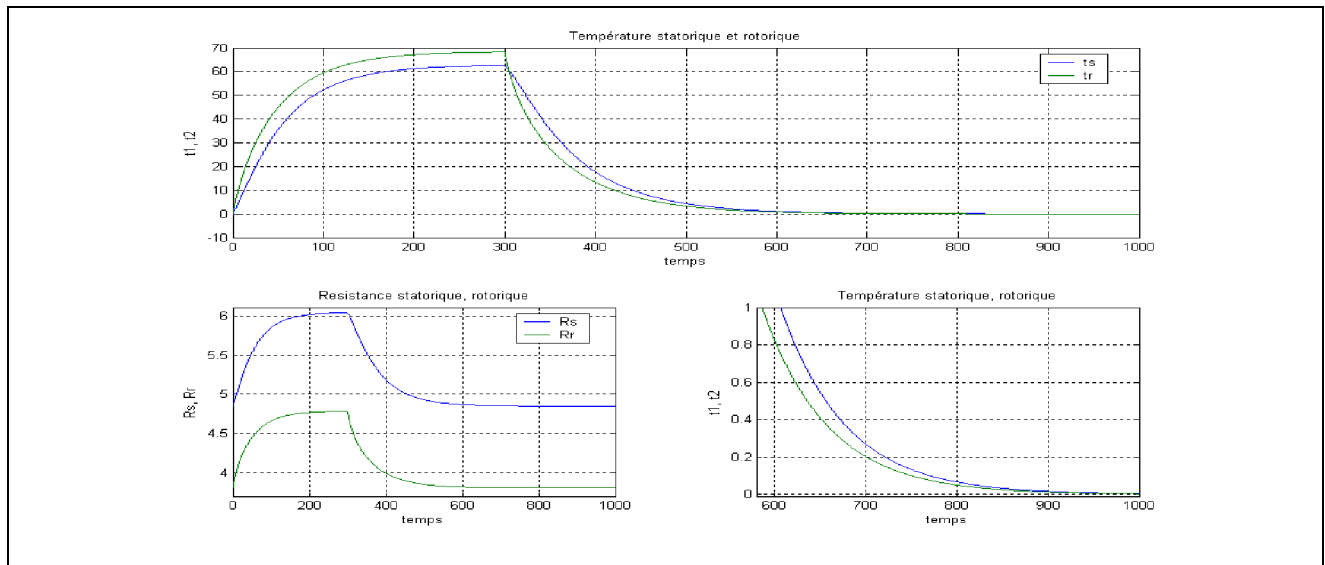 Température statorique et rotorique
70
60
50
40
30
20
10
0
-10
t1, t2
ts
tr
0 100 200 300 400 500 600 700 800 900 1000
temps
Resistance statorique, rotorique
6
5.5
5
4.5
4
Rs, Rr
Rs
Rr
0 200 400 600 800 1000
temps
Température statorique, rotorique
1
0.8
0.6
0.4
0.2
0
t1, t2
600 700 800 900 1000
temps